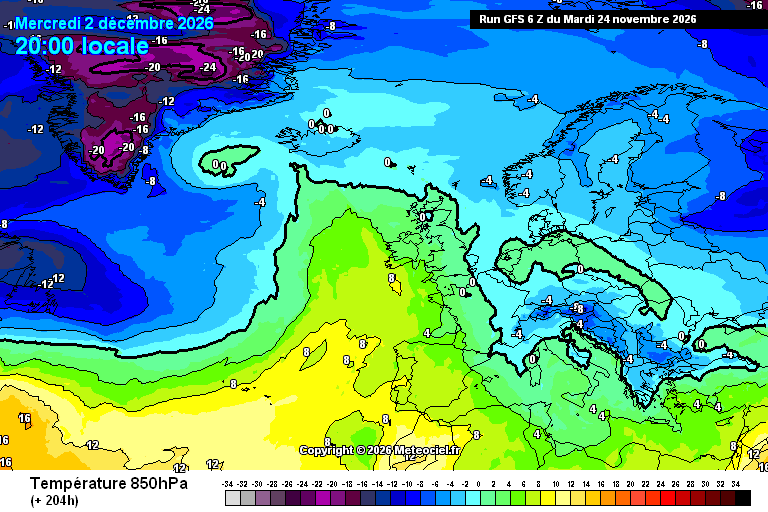 Mercredi 2 décembre 2026
20:00 locale
Run GFS 6 Z du Mardi 24 novembre 2026
Copyright © 2026 Meteociel.fr
Température 850hPa
(+ 204h)
-34 -32 -30 -28 -26 -24 -22 -20 -18 -16 -14 -12 -10 -8 -6 -4 -2 0 2 4 6 8 10 12 14 16 18 20 22 24 26 28 30 32 34